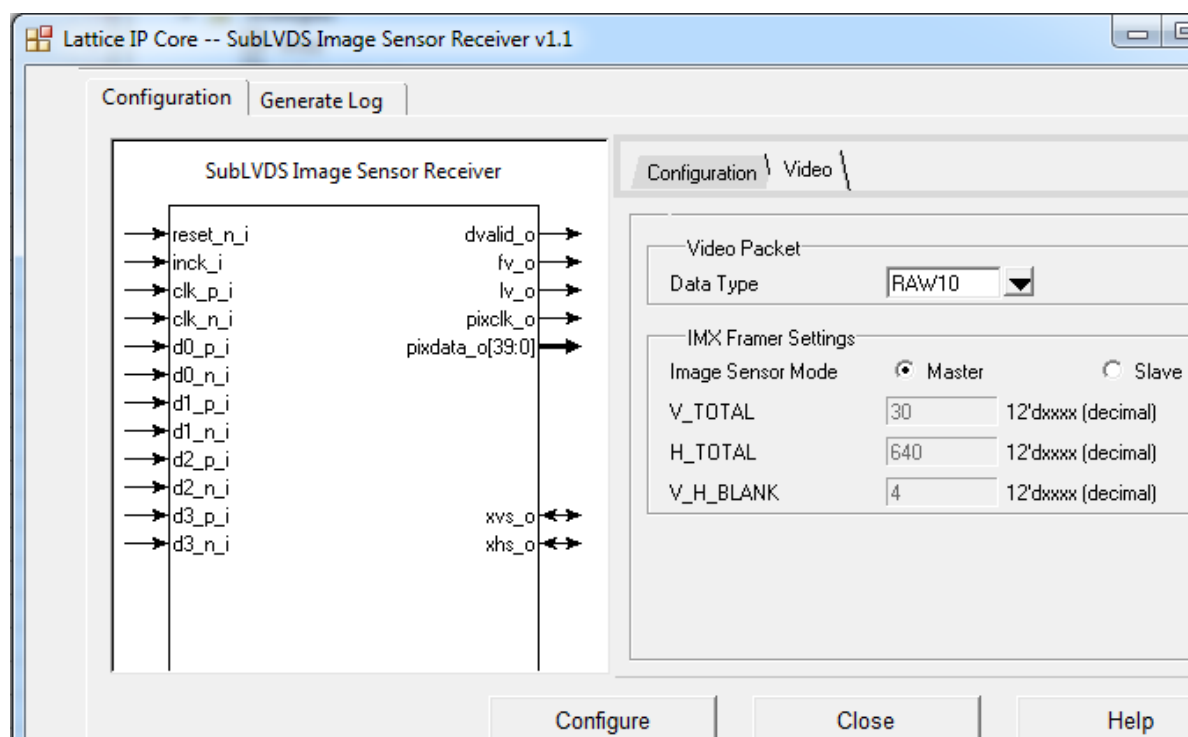 Lattice IP Core -- SubLVDS Image Sensor Receiver v1.1
Configuration Generate Log
SubLVDS Image Sensor Receiver
reset_n_i
inck_i
clk_p_i
clk_n_i
d0_p_i
d0_n_i
d1_p_i
d1_n_i
d2_p_i
d2_n_i
d3_p_i
d3_n_i
dvalid_o
fv_o
lv_o
pixclk_o
pixdata_o[39:0]
xvs_o
xhs_o
Configuration Video
Video Packet
Data Type RAW10
IMX Framer Settings
Image Sensor Mode Master Slave
V_TOTAL 30 12'dxxxx (decimal)
H_TOTAL 640 12'dxxxx (decimal)
V_H_BLANK 4 12'dxxxx (decimal)
Configure Close Help